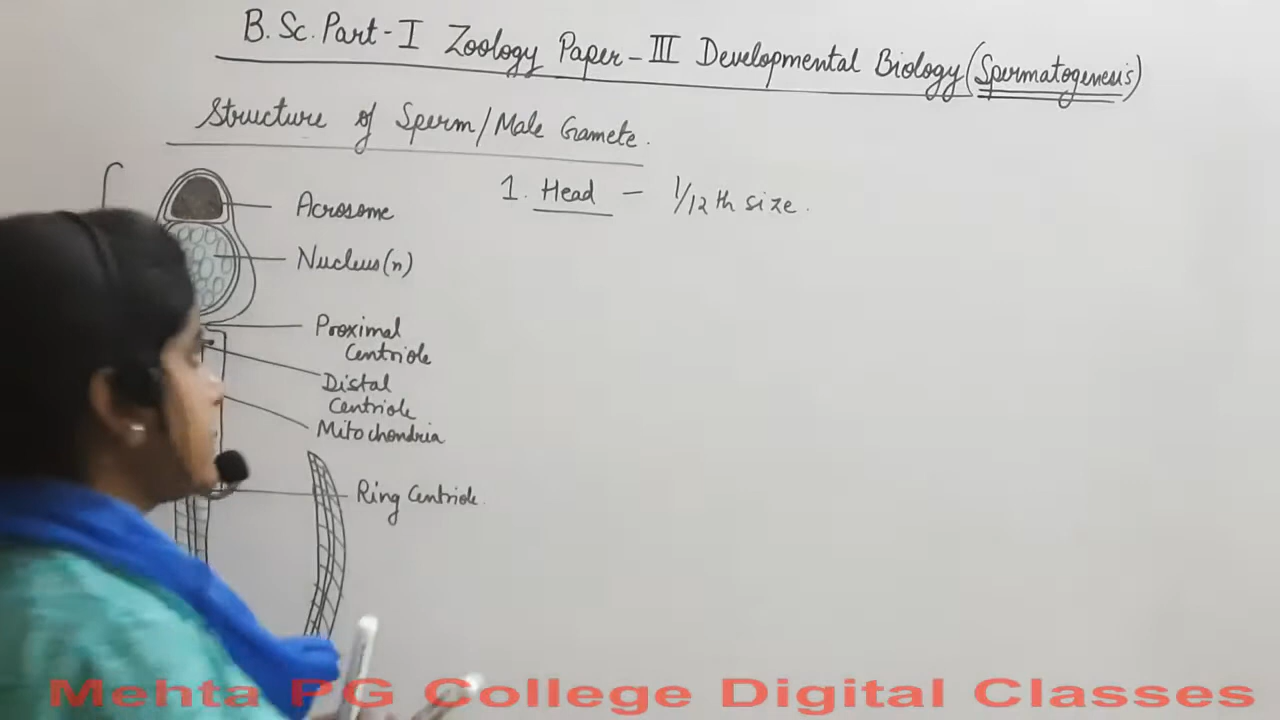 B. Sc. Part - I Zoology Paper - III Developmental Biology (Spermatogenesis)
Structure of Sperm/Male Gamete.
1. Head - 1/12 th size.
Acrosome
Nucleus(n)
Proximal
Centriole
Distal
Centriole
Mitochondria
Ring Centriole.
Mehta PG College Digital Classes